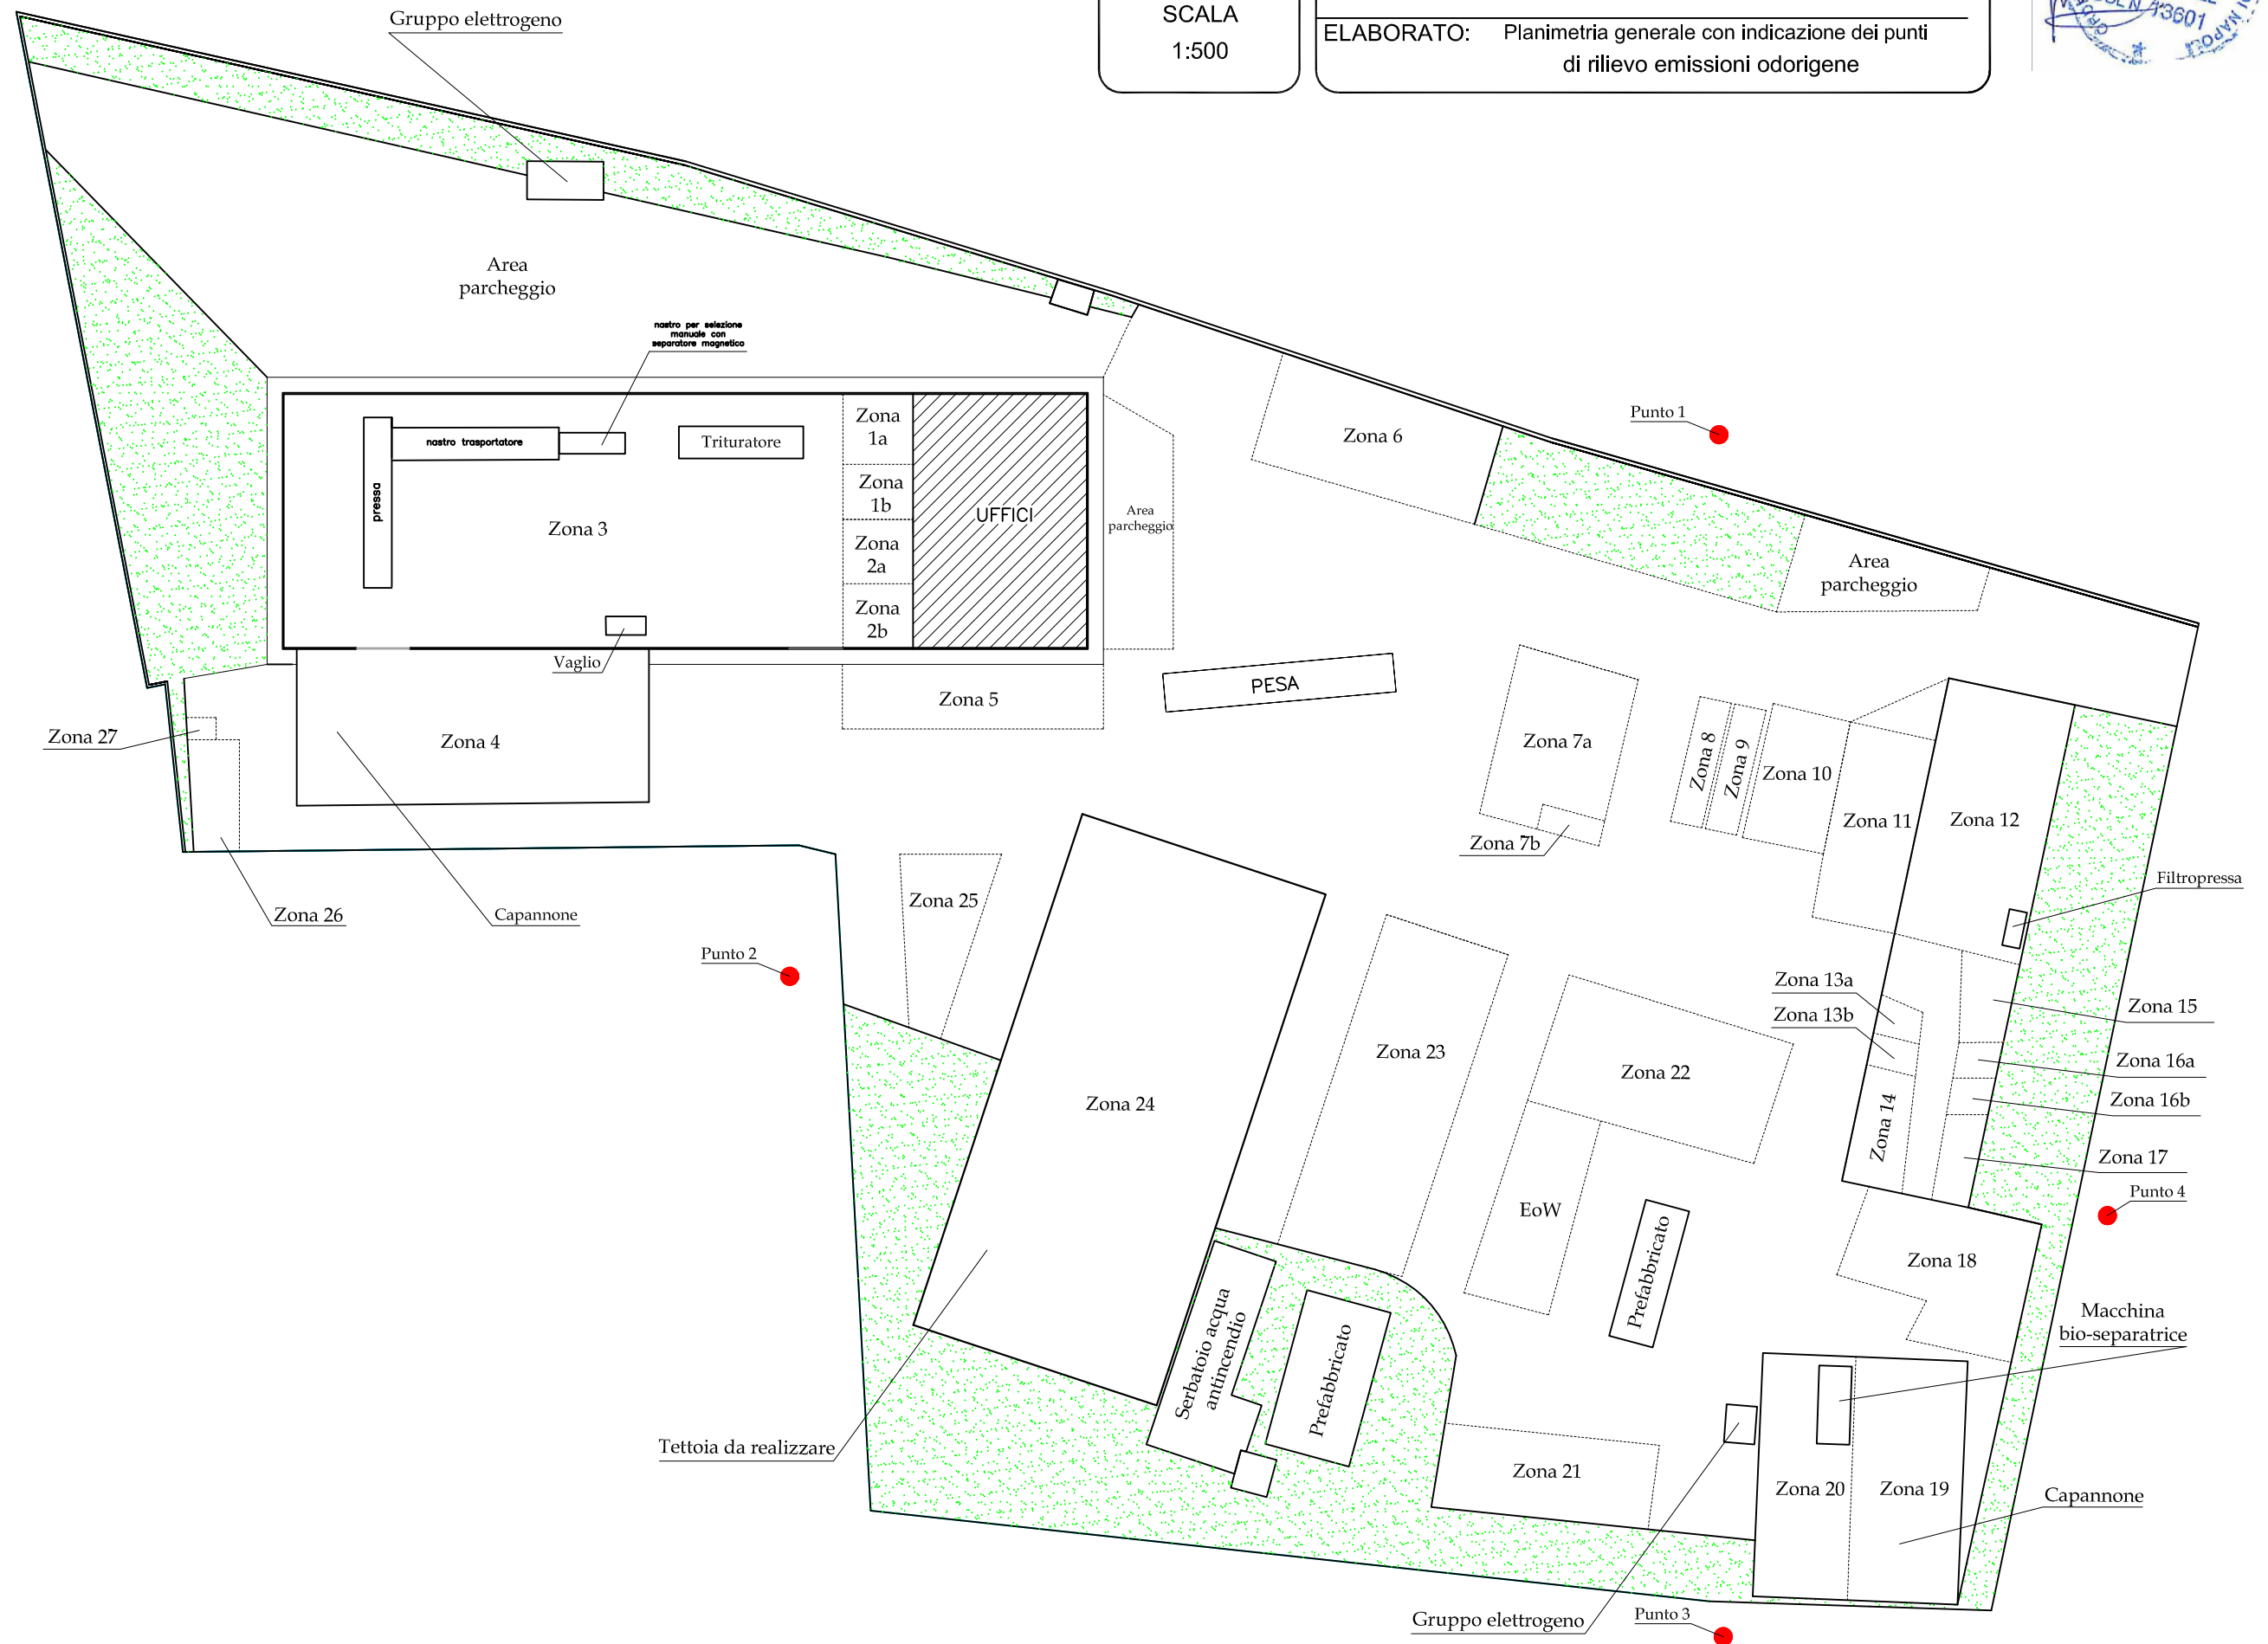 Gruppo elettrogeno
SCALA
1:500
ELABORATO: Planimetria generale con indicazione dei punti
di rilievo emissioni odorigene
13601
Area
parcheggio
nastro per selezione
manuale con
separatore magnetico
nastro trasportatore
pressa
Trituratore
Zona 3
Vaglio
Zona
1a
Zona
1b
Zona
2a
Zona
2b
UFFICI
Area
parcheggio
Zona 6
Punto 1
Area
parcheggio
Zona 5
PESA
Zona 4
Zona 27
Zona 26
Capannone
Zona 7a
Zona 7b
Zona 8
Zona 9
Zona 10
Zona 11
Zona 12
Filtropressa
Zona 25
Punto 2
Zona 13a
Zona 13b
Zona 14
Zona 15
Zona 16a
Zona 16b
Zona 17
Punto 4
Zona 24
Zona 23
Zona 22
EoW
Prefabbricato
Zona 18
Macchina
bio-separatrice
Serbatoio acqua
antincendio
Prefabbricato
Tettoia da realizzare
Zona 21
Zona 20
Zona 19
Capannone
Gruppo elettrogeno
Punto 3